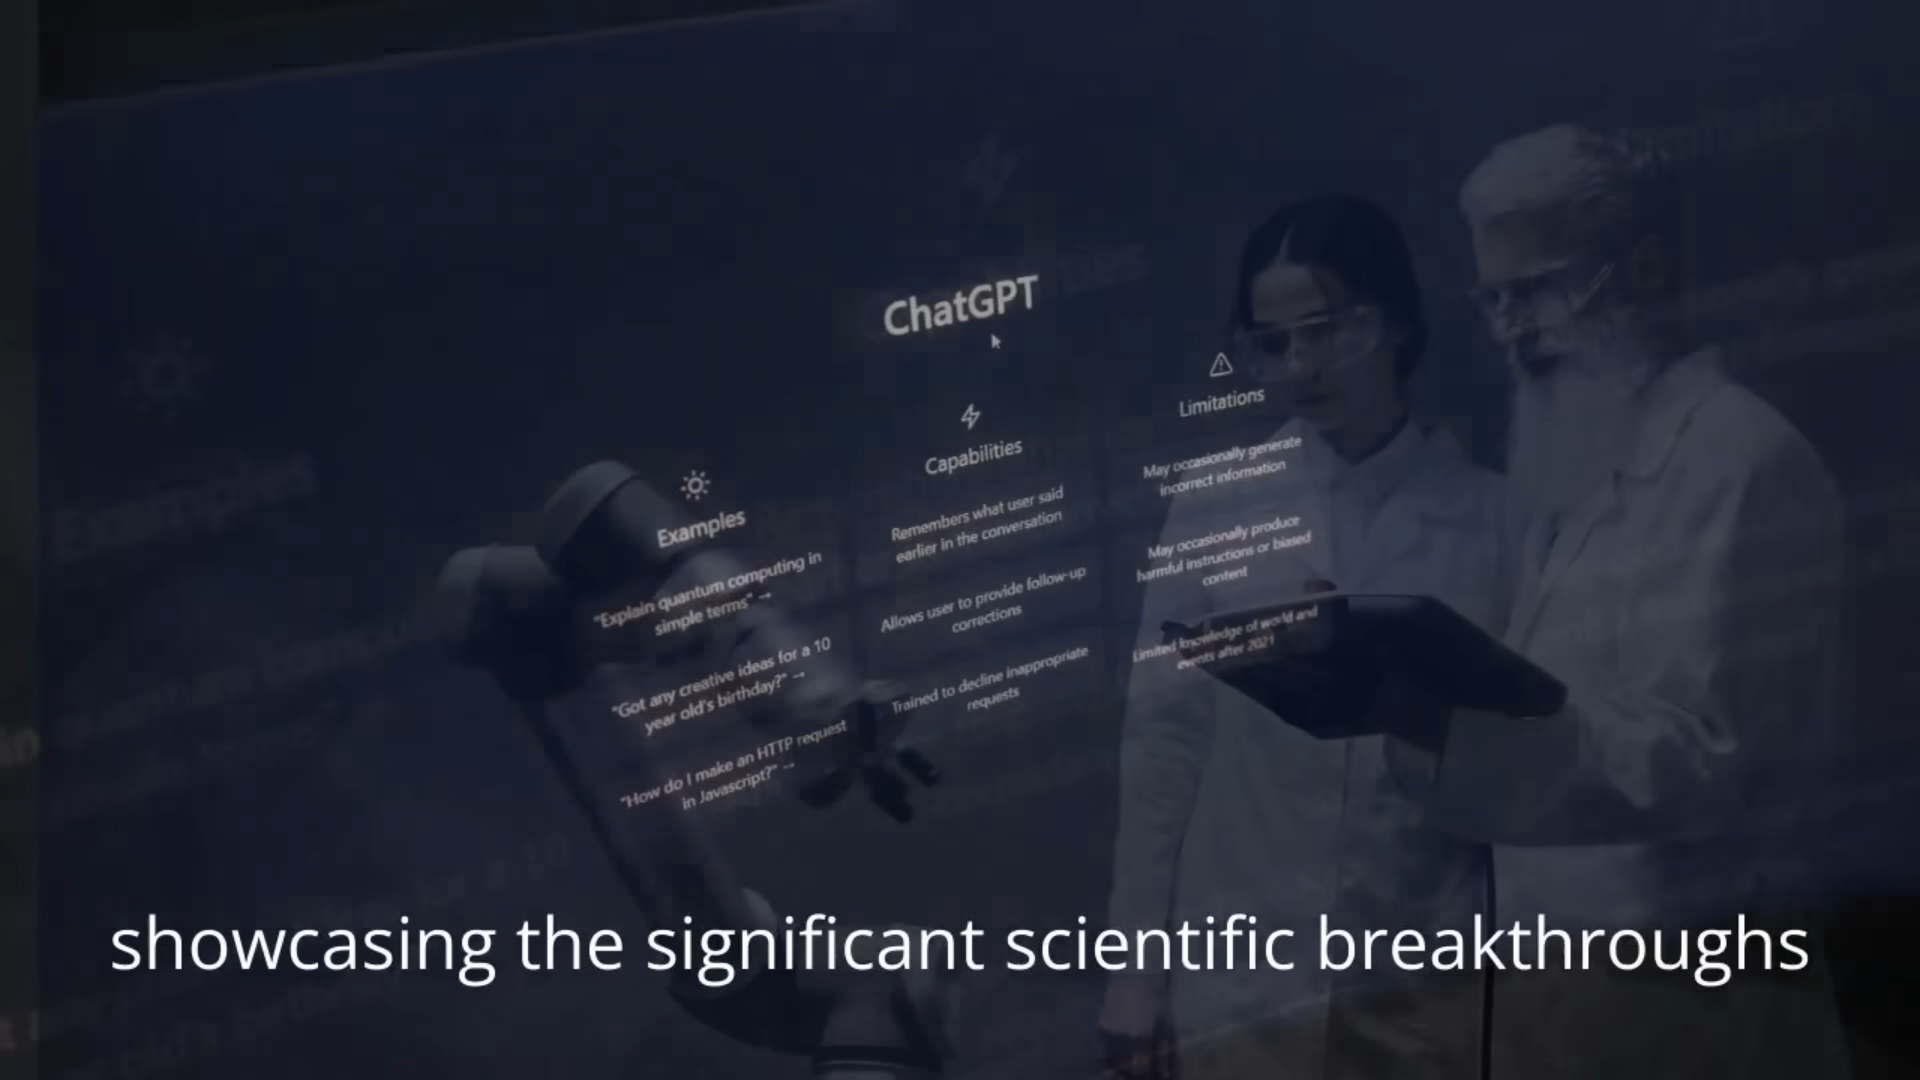 ChatGPT
Examples
"Explain quantum computing in
simple terms" →
"Got any creative ideas for a 10
year old's birthday?" →
"How do I make an HTTP request
in Javascript?" →
Capabilities
Remembers what user said
earlier in the conversation
Allows user to provide follow-up
corrections
Trained to decline inappropriate
requests
Limitations
May occasionally generate
incorrect information
May occasionally produce
harmful instructions or biased
content
Limited knowledge of world and
events after 2021
Examples
showcasing the significant scientific breakthroughs